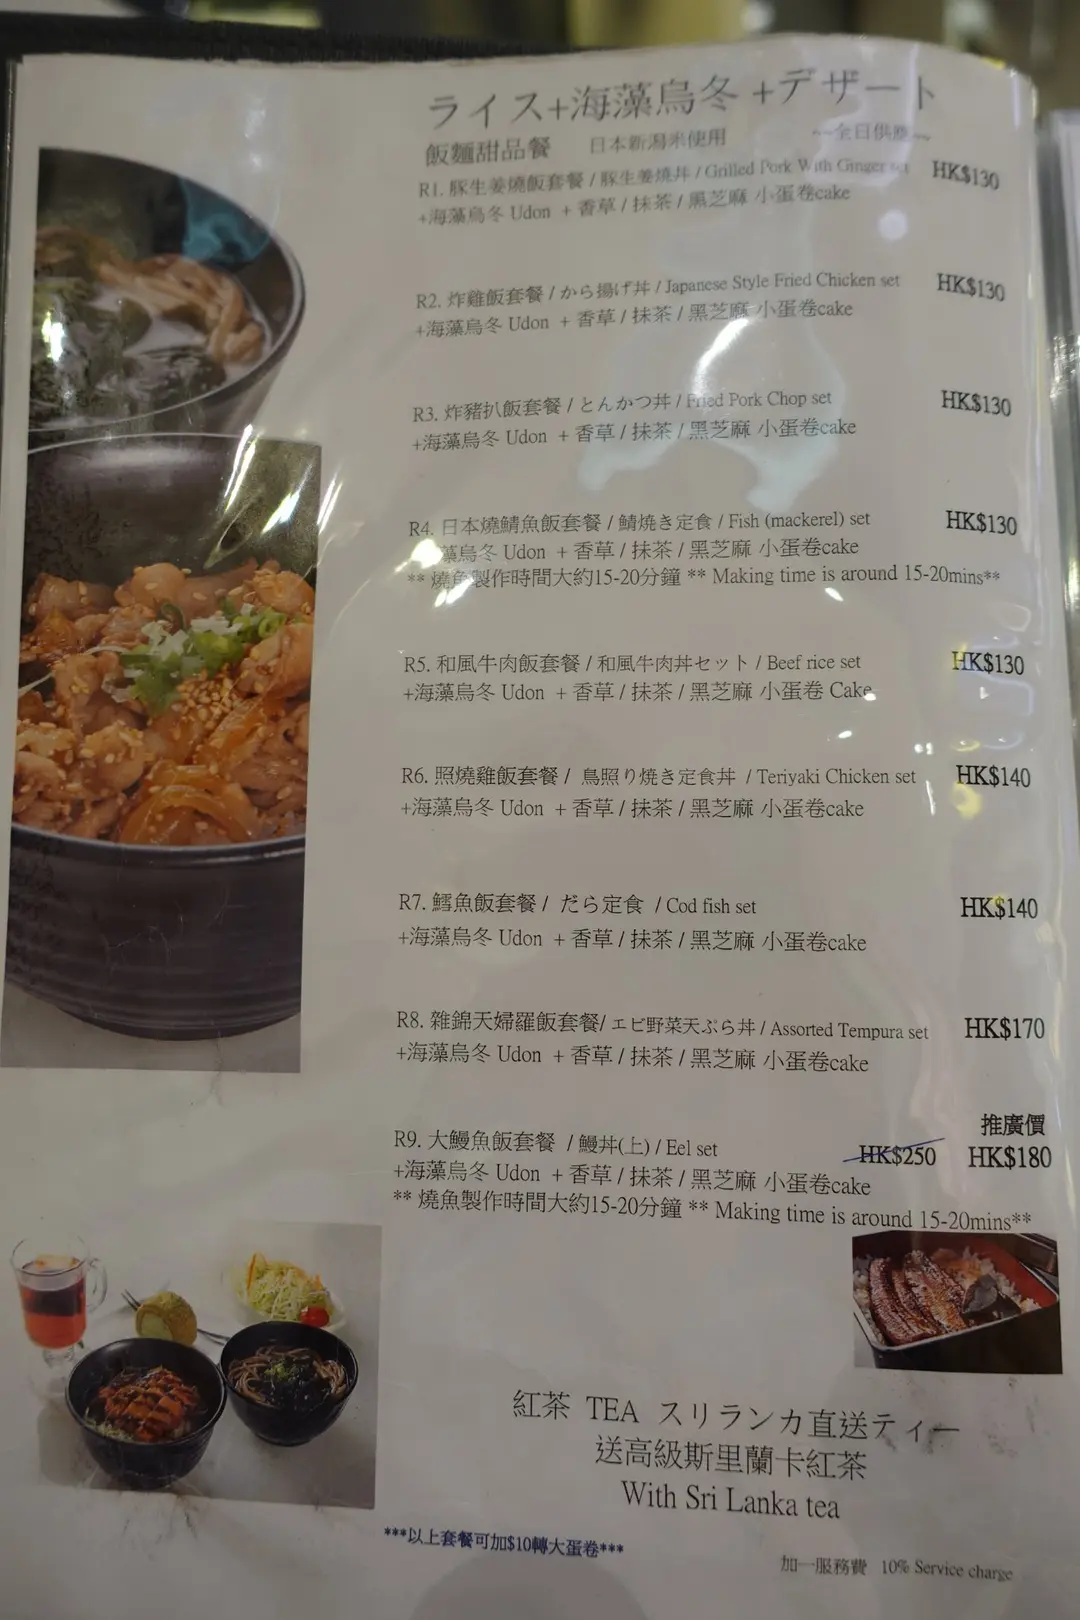 ライス+海藻烏冬 +デザート
飯麵甜品餐 日本新潟米使用 ~~全日供應~~
R1. 豚生姜燒飯套餐 / 豚生姜燒丼 / Grilled Pork With Ginger set HK$130
+海藻烏冬 Udon + 香草 / 抹茶 / 黑芝麻 小蛋卷cake
R2. 炸雞飯套餐 / から揚げ丼 / Japanese Style Fried Chicken set HK$130
+海藻烏冬 Udon + 香草 / 抹茶 / 黑芝麻 小蛋卷cake
R3. 炸豬扒飯套餐 / とんかつ丼 / Fried Pork Chop set HK$130
+海藻烏冬 Udon + 香草 / 抹茶 / 黑芝麻 小蛋卷cake
R4. 日本燒鯖魚飯套餐 / 鯖焼き定食 / Fish (mackerel) set HK$130
藻烏冬 Udon + 香草 / 抹茶 / 黑芝麻 小蛋卷cake
** 燒魚製作時間大約15-20分鐘 ** Making time is around 15-20mins**
R5. 和風牛肉飯套餐 / 和風牛肉丼セット / Beef rice set HK$130
+海藻烏冬 Udon + 香草 / 抹茶 / 黑芝麻 小蛋卷 Cake
R6. 照燒雞飯套餐 / 鳥照り焼き定食丼 / Teriyaki Chicken set HK$140
+海藻烏冬 Udon + 香草 / 抹茶 / 黑芝麻 小蛋卷cake
R7. 鱈魚飯套餐 / だら定食 / Cod fish set HK$140
+海藻烏冬 Udon + 香草 / 抹茶 / 黑芝麻 小蛋卷cake
R8. 雜錦天婦羅飯套餐/ エビ野菜天ぷら丼 / Assorted Tempura set HK$170
+海藻烏冬 Udon + 香草 / 抹茶 / 黑芝麻 小蛋卷cake
推廣價
R9. 大鰻魚飯套餐 / 鰻丼(上) / Eel set HK$250 HK$180
+海藻烏冬 Udon + 香草 / 抹茶 / 黑芝麻 小蛋卷cake
** 燒魚製作時間大約15-20分鐘 ** Making time is around 15-20mins**
紅茶 TEA スリランカ直送ティー
送高級斯里蘭卡紅茶
With Sri Lanka tea
***以上套餐可加$10轉大蛋卷***
加一服務費 10% Service charge